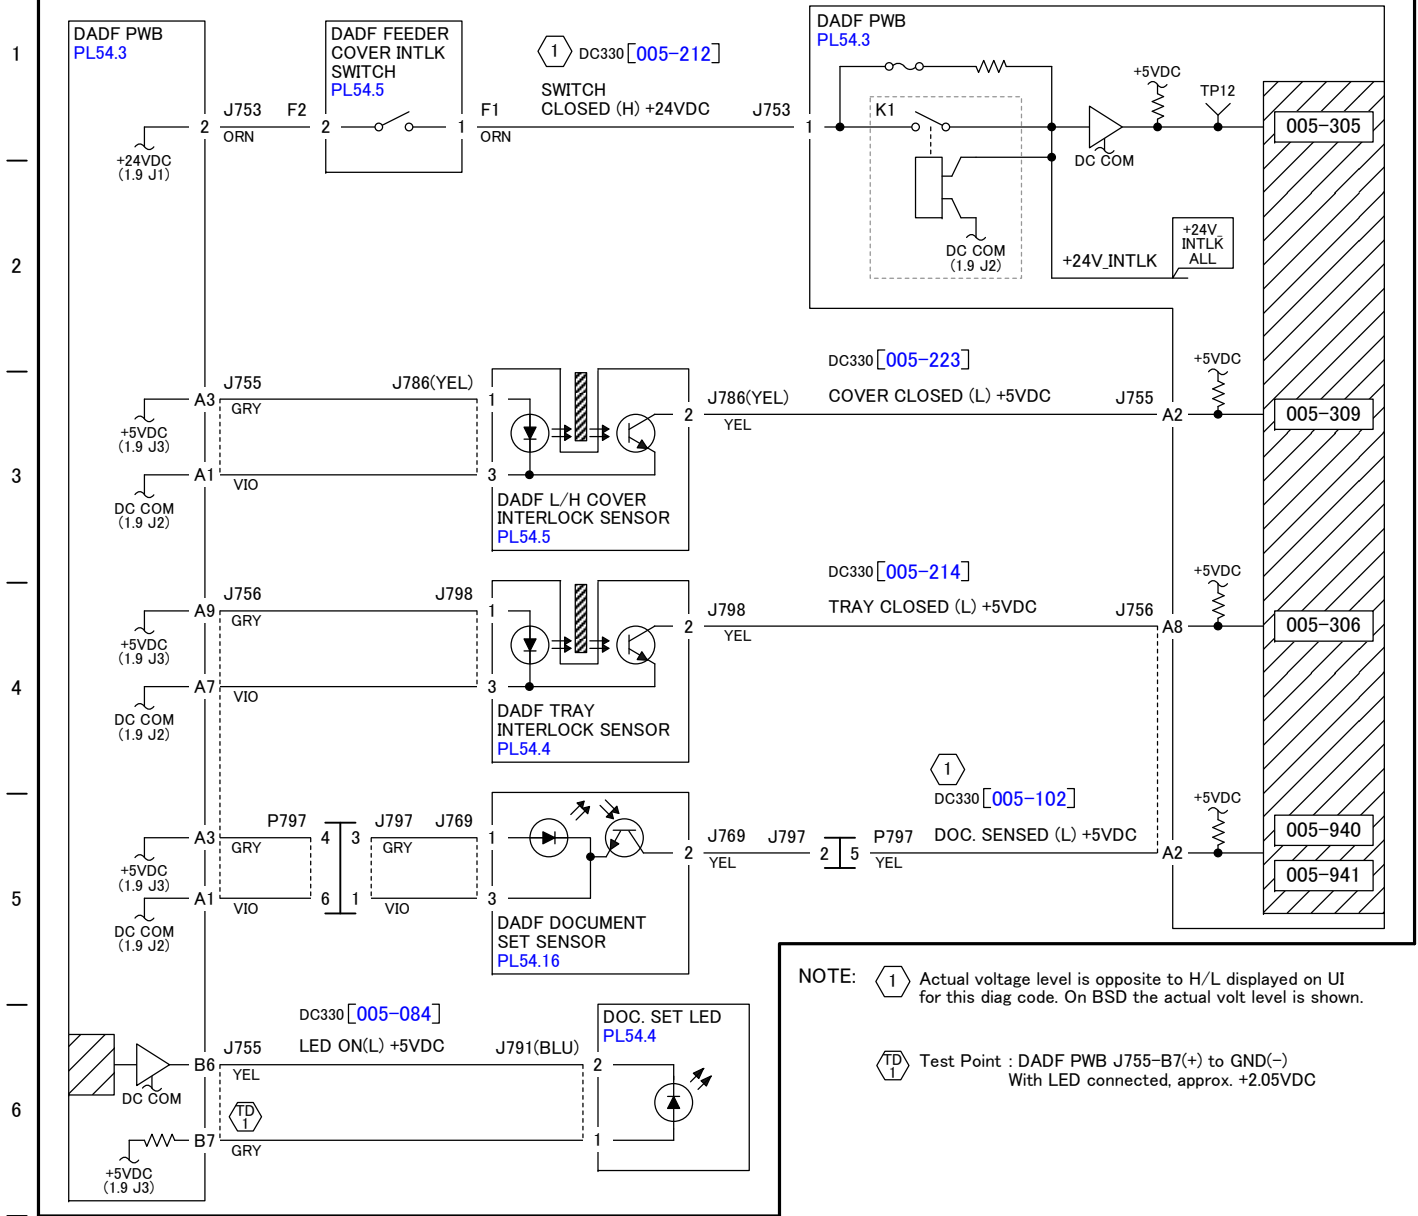 1
DADF PWB
PL54.3
DADF FEEDER
COVER INTLK
SWITCH
PL54.5
1
DC330[005-212]
SWITCH
CLOSED (H) +24VDC
DADF PWB
PL54.3
J753
F2
F1
J753
K1
+5VDC
TP12
2
2
1
1
ORN
ORN
005-305
+24VDC
(1.9 J1)
DC COM
2
DC COM
(1.9 J2)
+24V_INTLK
+24V_
INTLK
ALL
DC330[005-223]
+5VDC
J755
J786(YEL)
J786(YEL)
COVER CLOSED (L) +5VDC
J755
A3
1
2
A2
005-309
GRY
YEL
+5VDC
(1.9 J3)
3
A1
3
VIO
DC COM
(1.9 J2)
DADF L/H COVER
INTERLOCK SENSOR
PL54.5
DC330[005-214]
+5VDC
J756
J798
J798
TRAY CLOSED (L) +5VDC
J756
A9
1
2
A8
005-306
GRY
YEL
+5VDC
(1.9 J3)
4
A7
3
VIO
DC COM
(1.9 J2)
DADF TRAY
INTERLOCK SENSOR
PL54.4
1
DC330[005-102]
+5VDC
P797
J797
J769
J769
J797
P797
DOC. SENSED (L) +5VDC
A3
4
3
1
2
2
5
A2
005-940
005-941
GRY
GRY
YEL
YEL
+5VDC
(1.9 J3)
5
A1
6
1
3
VIO
VIO
DC COM
(1.9 J2)
DADF DOCUMENT
SET SENSOR
PL54.16
NOTE:
1
Actual voltage level is opposite to H/L displayed on UI
for this diag code. On BSD the actual volt level is shown.
DC330[005-084]
DOC. SET LED
PL54.4
J755
LED ON(L) +5VDC
J791(BLU)
B6
2
YEL
DC COM
TD
1
Test Point : DADF PWB J755-B7(+) to GND(-)
With LED connected, approx. +2.05VDC
6
TD
1
B7
1
GRY
+5VDC
(1.9 J3)